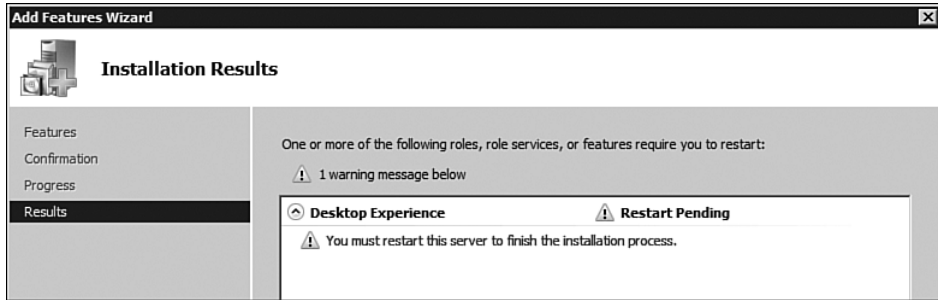 Add Features Wizard
Installation Results
Features
Confirmation
Progress
Results
One or more of the following roles, role services, or features require you to restart:
1 warning message below
Desktop Experience Restart Pending
You must restart this server to finish the installation process.